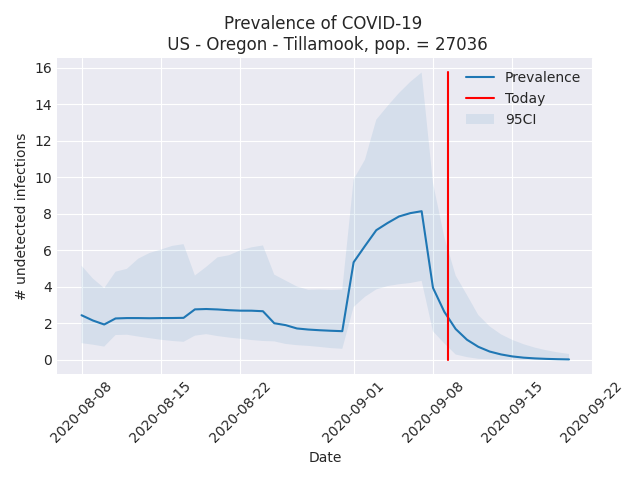 Prevalence of COVID-19
US - Oregon - Tillamook, pop. = 27036
16
14
12
10
8
6
4
2
0
# undetected infections
Prevalence
Today
95CI
2020-08-08
2020-08-15
2020-08-22
2020-09-01
2020-09-08
2020-09-15
2020-09-22
Date